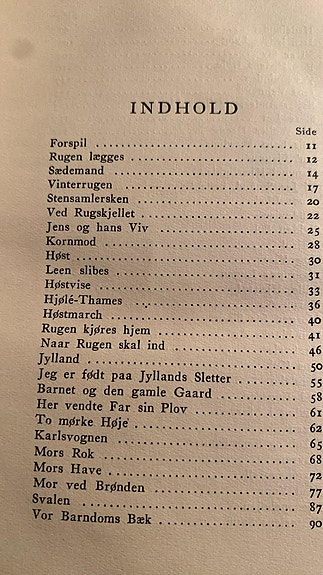 INDHOLD
Side
Forspil 11
Rugen lægges 12
Sædemand 14
Vinterrugen 17
Stensamlersken 20
Ved Rugskjellet 22
Jens og hans Viv 25
Kornmod 28
Høst 30
Leen slibes 31
Høstvise 33
Hjølé-Thames 36
Høstmarch 40
Rugen kjøres hjem 41
Naar Rugen skal ind 46
Jylland 50
Jeg er født paa Jyllands Sletter 55
Barnet og den gamle Gaard 58
Her vendte Far sin Plov 61
To mørke Høje 62
Karlsvognen 65
Mors Rok 68
Mors Have 72
Mor ved Brønden 77
Svalen 87
Vor Barndoms Bæk 90